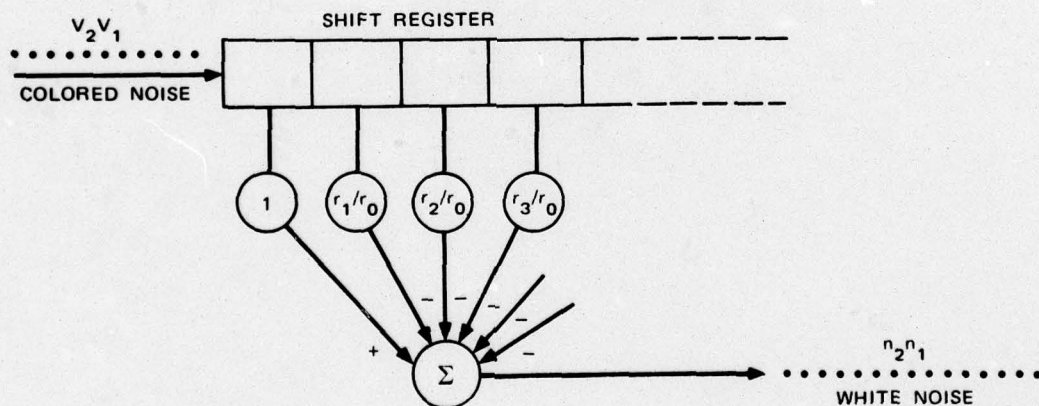 SHIFT REGISTER
V₂V₁
COLORED NOISE
1
r₁/r₀
r₂/r₀
r₃/r₀
−
−
−
−
−
+
Σ
n₂n₁
WHITE NOISE